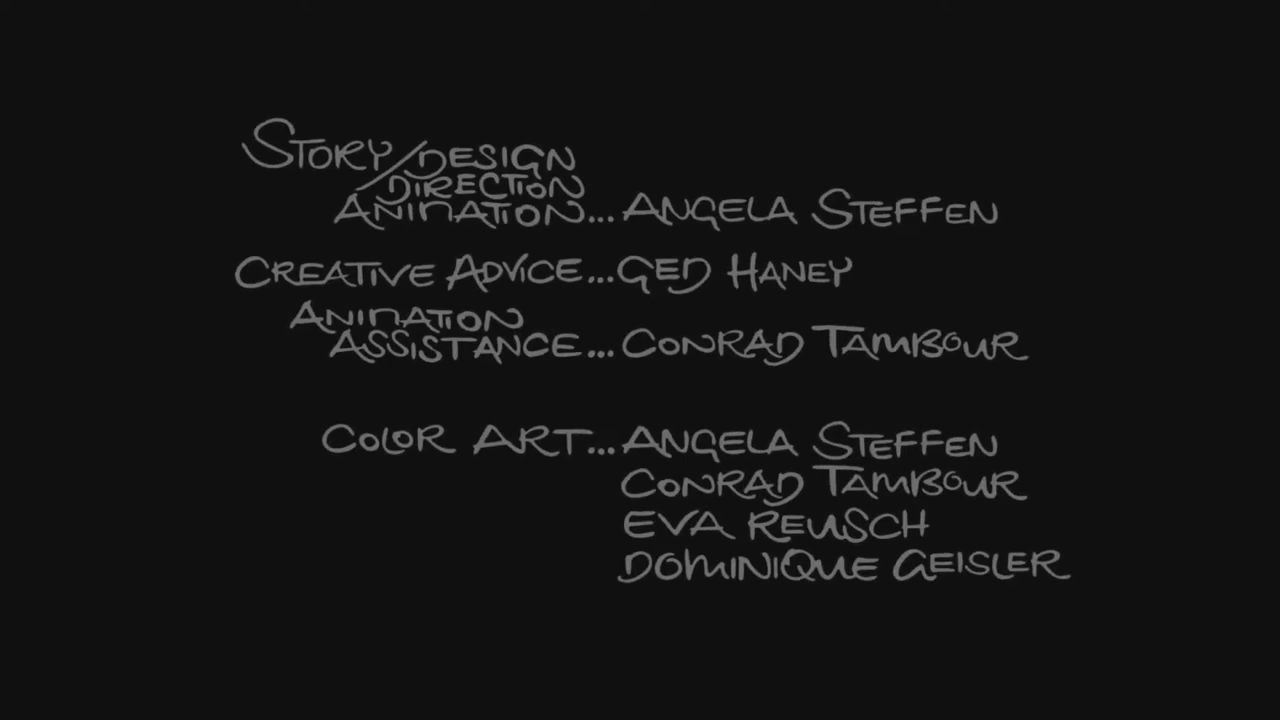 STORY/DESIGN
DIRECTION
ANIMATION...ANGELA STEFFEN
CREATIVE ADVICE...GED HANEY
ANIMATION
ASSISTANCE...CONRAD TAMBOUR
COLOR ART...ANGELA STEFFEN
CONRAD TAMBOUR
EVA REUSCH
DOMINIQUE GEISLER